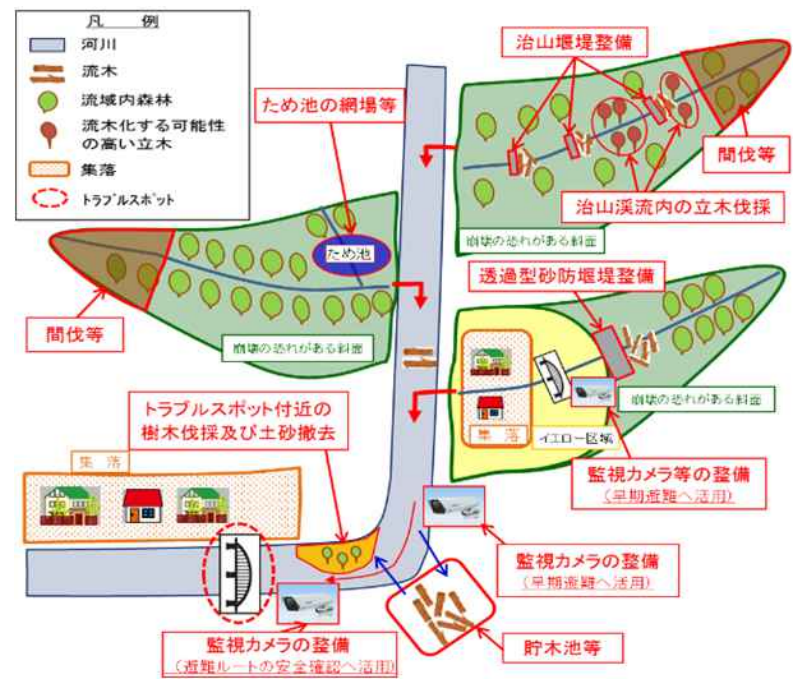 凡　例
河川
流木
流域内森林
流木化する可能性
の高い立木
集落
トラブルスポット
治山堰堤整備
ため池の網場等
間伐等
治山渓流内の立木伐採
崩壊の恐れがある斜面
ため池
透過型砂防堰堤整備
間伐等
崩壊の恐れがある斜面
崩壊の恐れがある斜面
トラブルスポット付近の
樹木伐採及び土砂撤去
集 落
イエロー区域
集 落
監視カメラ等の整備
(早期避難へ活用)
監視カメラの整備
(早期避難へ活用)
監視カメラの整備
(避難ルートの安全確認へ活用)
貯木池等